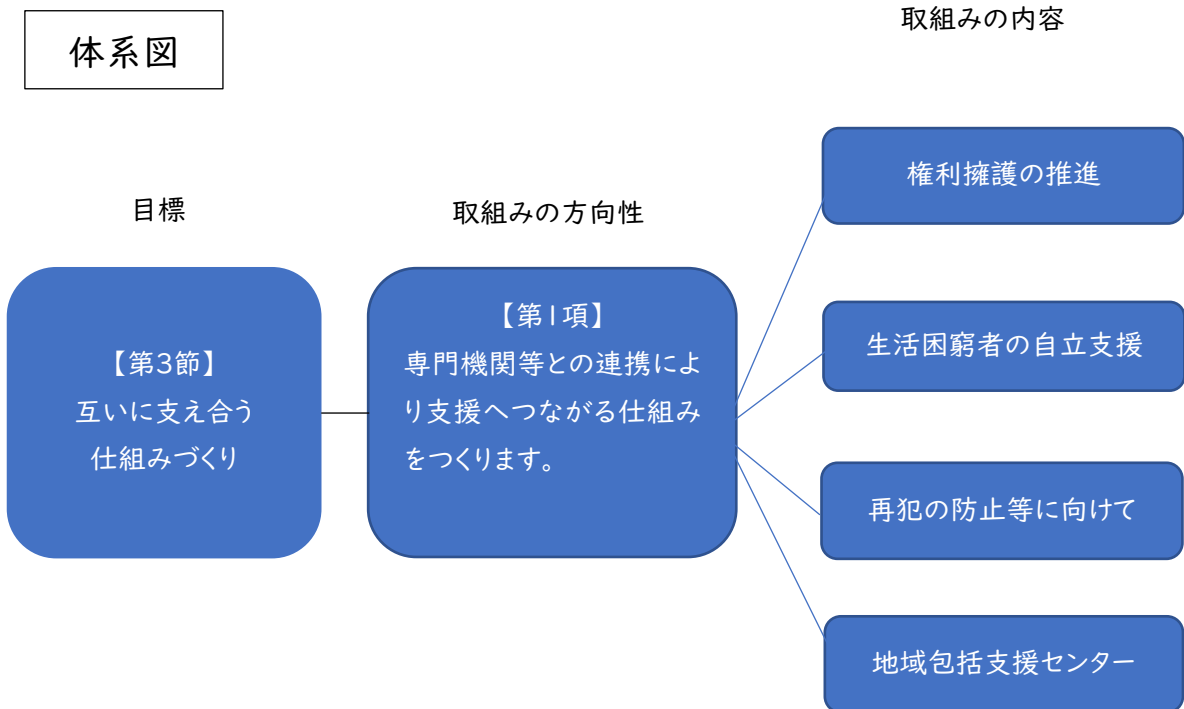 体系図
取組みの内容
目標
取組みの方向性
【第3節】
互いに支え合う
仕組みづくり
【第1項】
専門機関等との連携によ
り支援へつながる仕組み
をつくります。
権利擁護の推進
生活困窮者の自立支援
再犯の防止等に向けて
地域包括支援センター